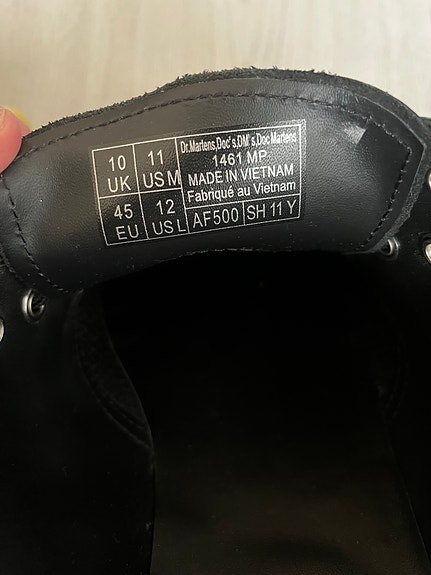 10 UK
11 US M
45 EU
12 US L
Dr.Martens,Doc's,DM's,Doc Martens
1461 MP
MADE IN VIETNAM
Fabriqué au Vietnam
AF500
SH 11 Y